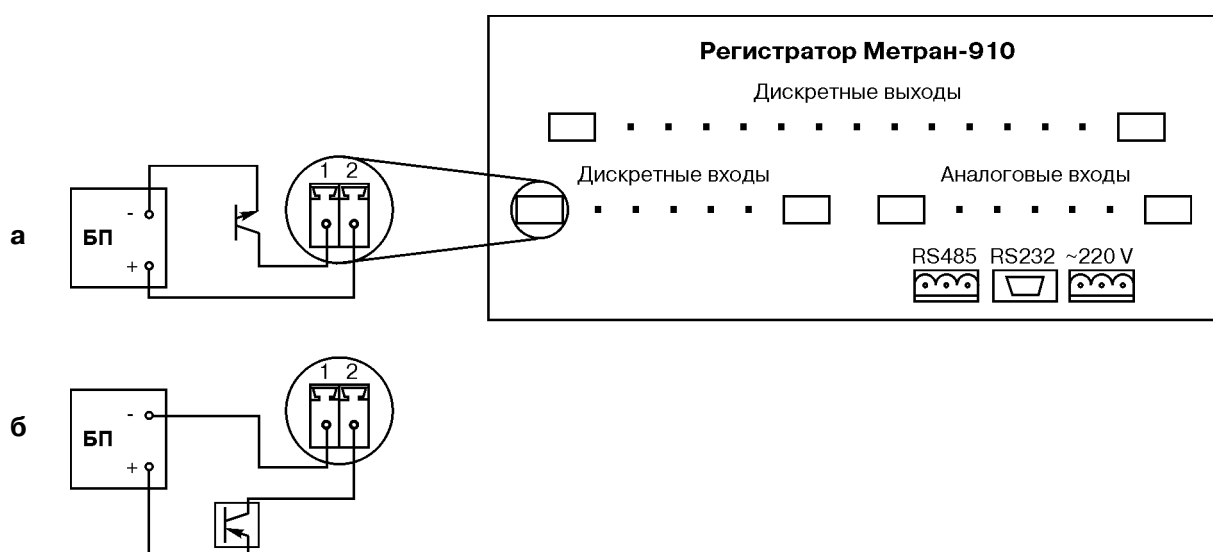 Регистратор Метран-910
Дискретные выходы
1 2
Дискретные входы
Аналоговые входы
-
а
БП
+
RS485 RS232 ~220 V
1 2
-
б
БП
+